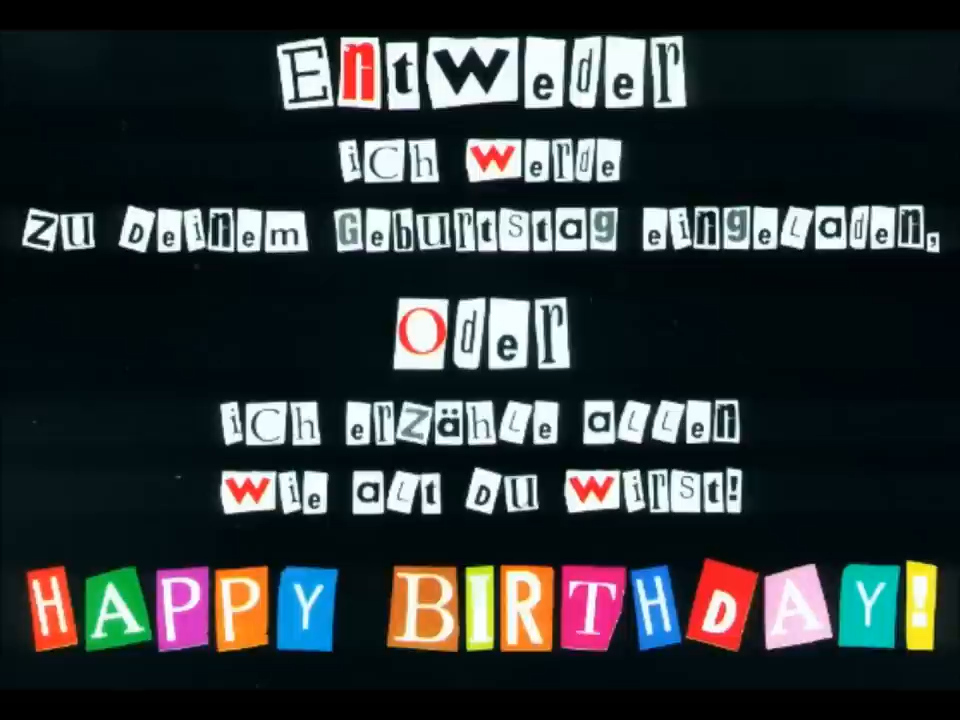 Entweder
ich werde
zu deinem Geburtstag eingeladen,
Oder
ich erzähle allen
wie alt du wirst!
HAPPY BIRTHDAY!